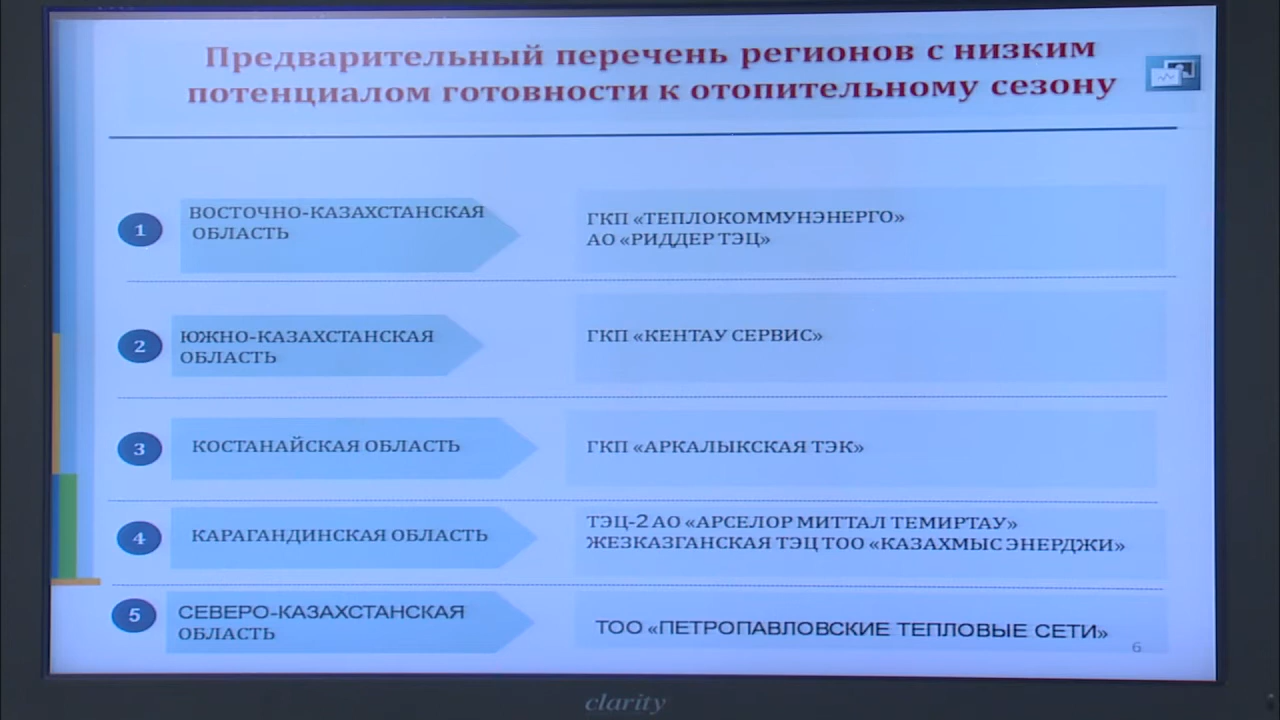 Предварительный перечень регионов с низким
потенциалом готовности к отопительному сезону
1
ВОСТОЧНО-КАЗАХСТАНСКАЯ
ОБЛАСТЬ
ГКП «ТЕПЛОКОММУНЭНЕРГО»
АО «РИДДЕР ТЭЦ»
2
ЮЖНО-КАЗАХСТАНСКАЯ
ОБЛАСТЬ
ГКП «КЕНТАУ СЕРВИС»
3
КОСТАНАЙСКАЯ ОБЛАСТЬ
ГКП «АРКАЛЫКСКАЯ ТЭК»
4
КАРАГАНДИНСКАЯ ОБЛАСТЬ
ТЭЦ-2 АО «АРСЕЛОР МИТТАЛ ТЕМИРТАУ»
ЖЕЗКАЗГАНСКАЯ ТЭЦ ТОО «КАЗАХМЫС ЭНЕРДЖИ»
5
СЕВЕРО-КАЗАХСТАНСКАЯ
ОБЛАСТЬ
ТОО «ПЕТРОПАВЛОВСКИЕ ТЕПЛОВЫЕ СЕТИ»
6
clarity